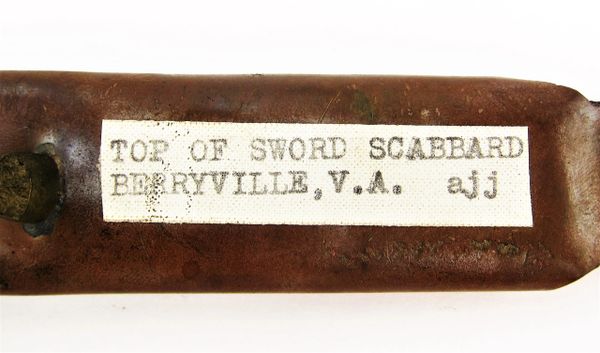 TOP OF SWORD SCABBARD
BERRYVILLE,V.A. ajj